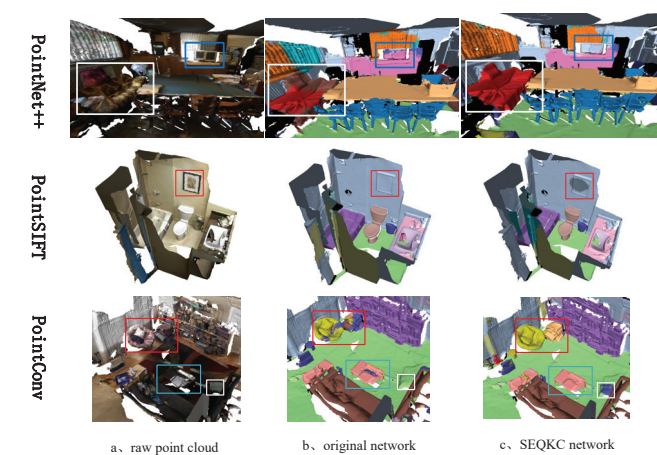 PointNet++
PointSIFT
PointConv
a、raw point cloud
b、original network
c、SEQKC network